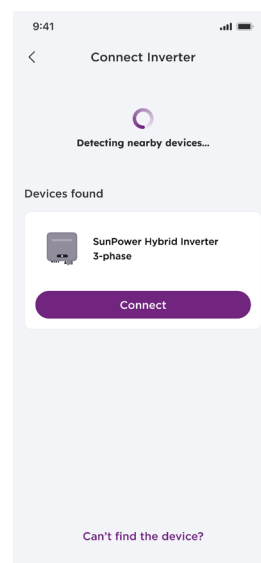 9:41
Connect Inverter
Detecting nearby devices...
Devices found
SunPower Hybrid Inverter
3-phase
Connect
Can't find the device?